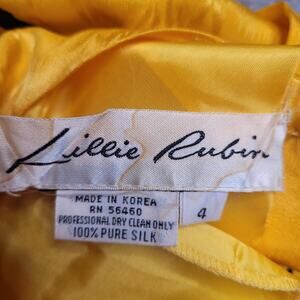 Lillie Rubin
MADE IN KOREA
RN 56460
PROFESSIONAL DRY CLEAN ONLY
100% PURE SILK
4